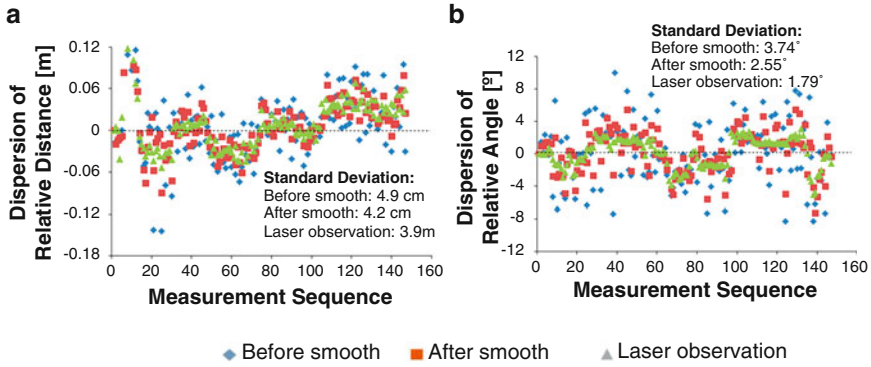 a
0.12
0.06
0
-0.06
-0.12
-0.18
Dispersion of
Relative Distance [m]
Standard Deviation:
Before smooth: 4.9 cm
After smooth: 4.2 cm
Laser observation: 3.9m
0 20 40 60 80 100 120 140 160
Measurement Sequence
b
12
8
4
0
-4
-8
-12
Dispersion of
Relative Angle [º]
Standard Deviation:
Before smooth: 3.74˚
After smooth: 2.55˚
Laser observation: 1.79˚
0 20 40 60 80 100 120 140 160
Measurement Sequence
Before smooth After smooth Laser observation